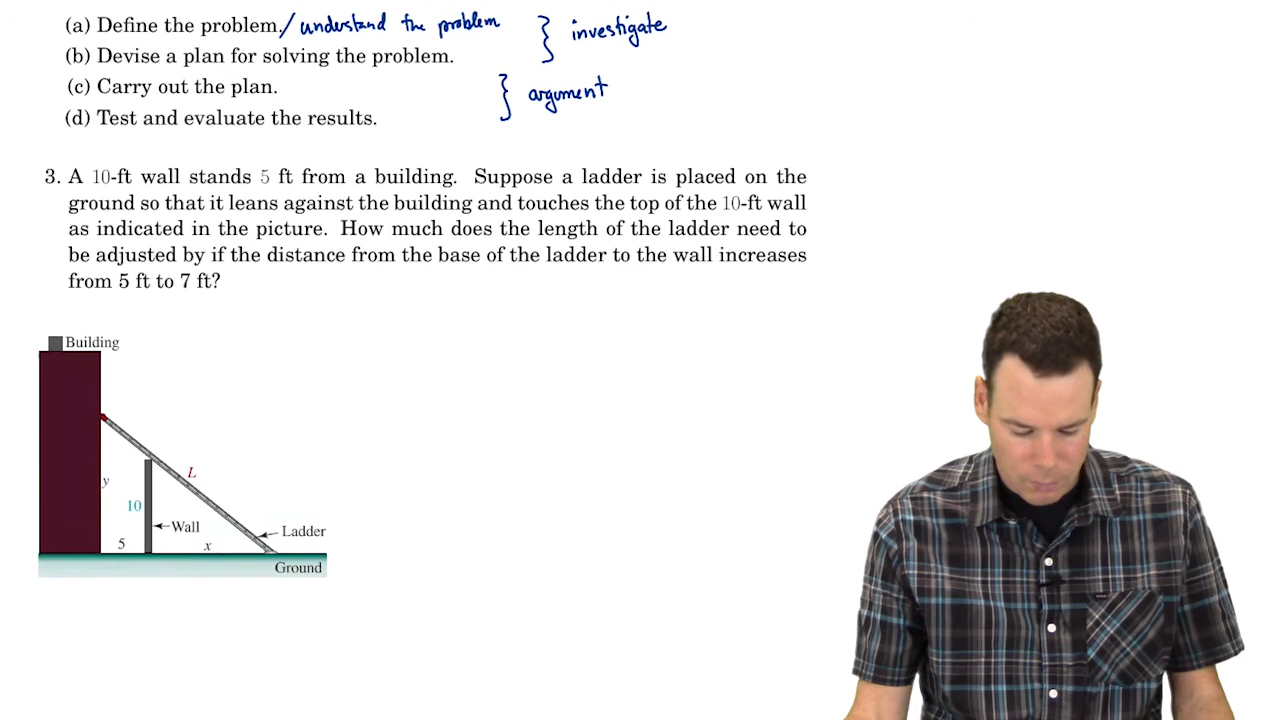 (a) Define the problem./ understand the problem } investigate
(b) Devise a plan for solving the problem.
(c) Carry out the plan. } argument
(d) Test and evaluate the results.
3. A 10-ft wall stands 5 ft from a building. Suppose a ladder is placed on the
ground so that it leans against the building and touches the top of the 10-ft wall
as indicated in the picture. How much does the length of the ladder need to
be adjusted by if the distance from the base of the ladder to the wall increases
from 5 ft to 7 ft?
Building
L
y
10
Wall
Ladder
5
x
Ground